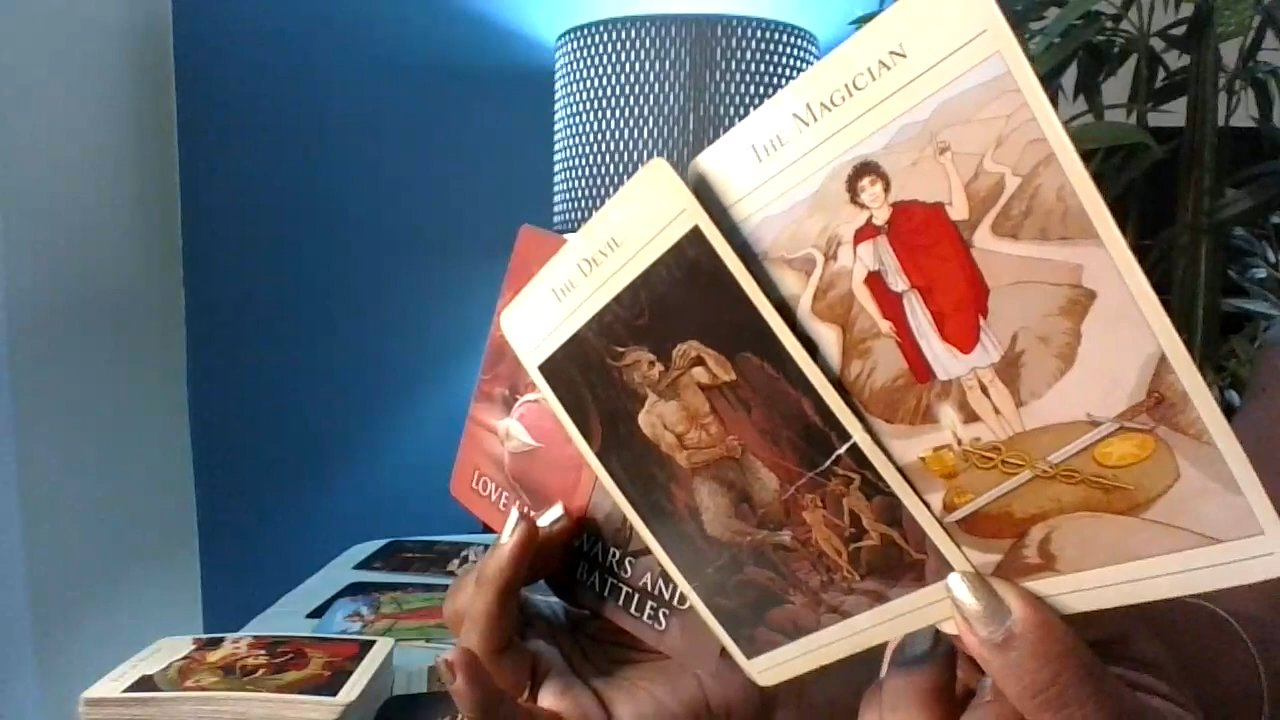 THE MAGICIAN
THE DEVIL
LOVE
WARS AND
BATTLES